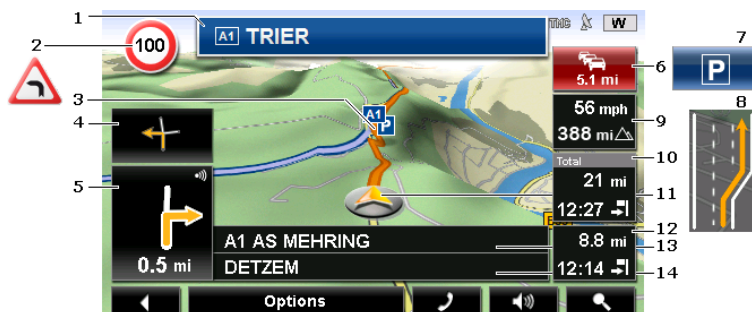 1
A1 TRIER
TMC
W
2
100
3
A1
P
4
5
0.5 mi
6
5.1 mi
7
P
8
9
56 mph
388 mi
10
Total
21 mi
12:27
11
12
8.8 mi
13
12:14
14
A1 AS MEHRING
DETZEM
Options